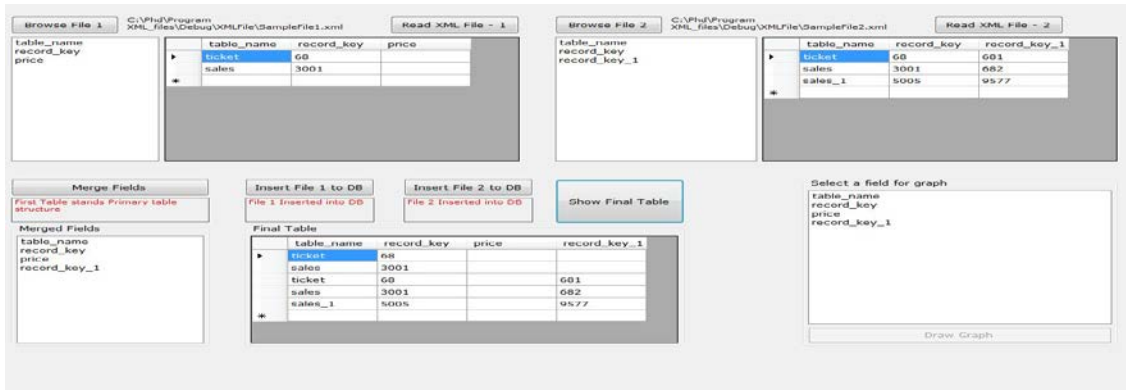 Browse File 1
C:\Phd\Program
XML_files\Debug\XMLFile\SampleFile1.xml
Read XML File - 1
Browse File 2
C:\Phd\Program
XML_files\Debug\XMLFile\SampleFile2.xml
Read XML File - 2
table_name
record_key
price
table_name record_key price
ticket 68
sales 3001
table_name
record_key
record_key_1
table_name record_key record_key_1
ticket 68 681
sales 3001 682
sales_1 5005 9577
Merge Fields
First Table stands Primary table
structure
Insert File 1 to DB
File 1 Inserted into DB
Insert File 2 to DB
File 2 Inserted into DB
Show Final Table
Select a field for graph
table_name
record_key
price
record_key_1
Merged Fields
table_name
record_key
price
record_key_1
Final Table
table_name record_key price record_key_1
ticket 68
sales 3001
ticket 68 681
sales 3001 682
sales_1 5005 9577
Draw Graph